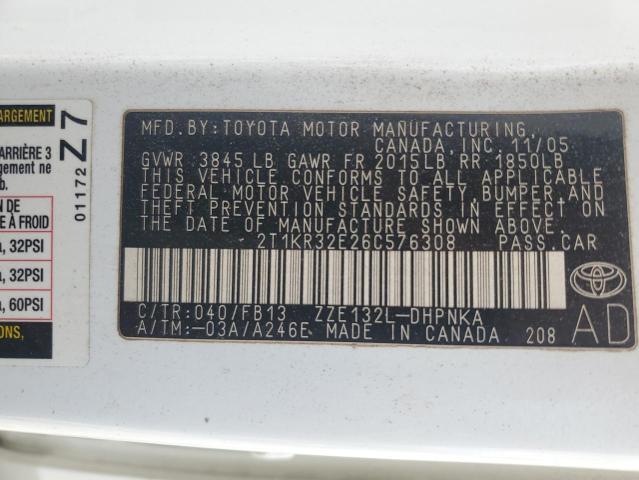 ARGEMENT
ARRIÈRE 3
gement ne
b.
N DE
E À FROID
a, 32PSI
a, 32PSI
a, 60PSI
ONS,
01172
Z 7
MFD.BY:TOYOTA MOTOR MANUFACTURING,
CANADA, INC. 11/05
GVWR 3845 LB GAWR FR 2015LB RR 1850LB
THIS VEHICLE CONFORMS TO ALL APPLICABLE
FEDERAL MOTOR VEHICLE SAFETY, BUMPER, AND
THEFT PREVENTION STANDARDS IN EFFECT ON
THE DATE OF MANUFACTURE SHOWN ABOVE.
2T1KR32E26C576308 PASS.CAR
C/TR:040/FB13 ZZE132L-DHPNKA
A/TM:-03A/A246E MADE IN CANADA 208
AD